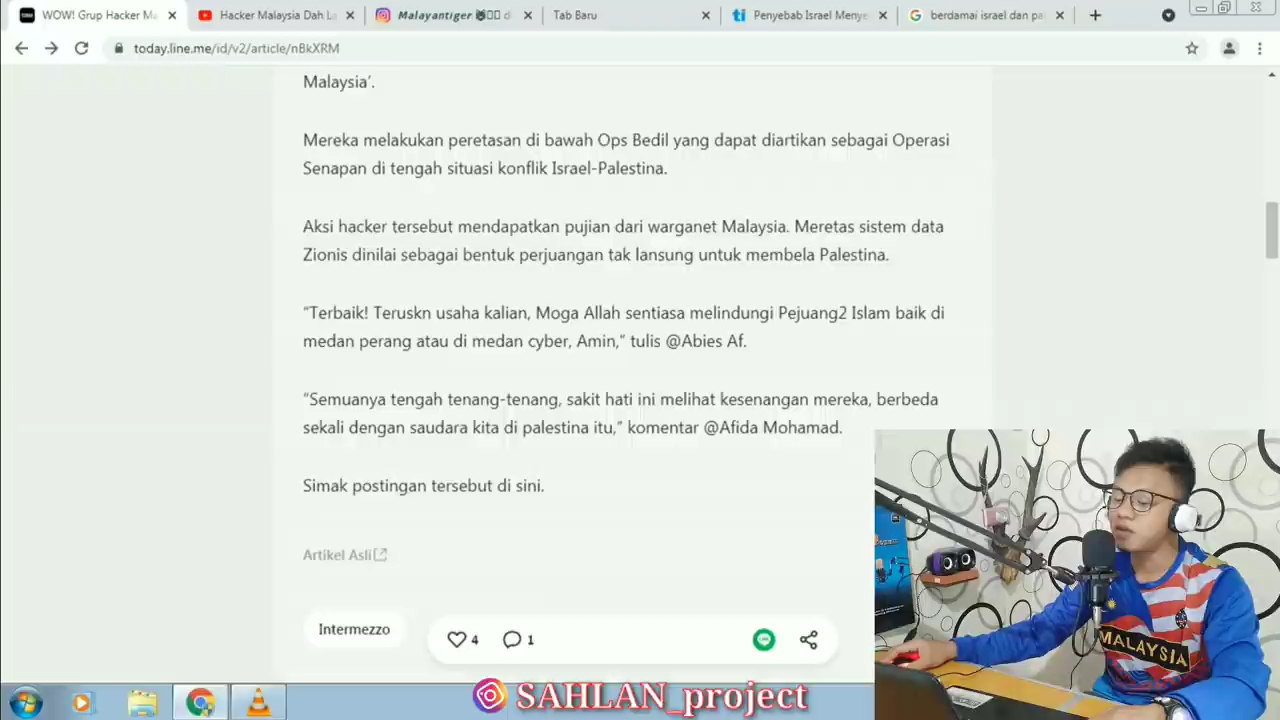 WOW! Grup Hacker Ma
Hacker Malaysia Dah La
Malayantiger
Tab Baru
Penyebab Israel Menye
berdamai israel dan pa
today.line.me/id/v2/article/nBkXRM
Malaysia’.
Mereka melakukan peretasan di bawah Ops Bedil yang dapat diartikan sebagai Operasi
Senapan di tengah situasi konflik Israel-Palestina.
Aksi hacker tersebut mendapatkan pujian dari warganet Malaysia. Meretas sistem data
Zionis dinilai sebagai bentuk perjuangan tak lansung untuk membela Palestina.
“Terbaik! Teruskn usaha kalian, Moga Allah sentiasa melindungi Pejuang2 Islam baik di
medan perang atau di medan cyber, Amin,” tulis @Abies Af.
“Semuanya tengah tenang-tenang, sakit hati ini melihat kesenangan mereka, berbeda
sekali dengan saudara kita di palestina itu,” komentar @Afida Mohamad.
Simak postingan tersebut di sini.
Artikel Asli
Intermezzo
4
1
MALAYSIA
SAHLAN_project